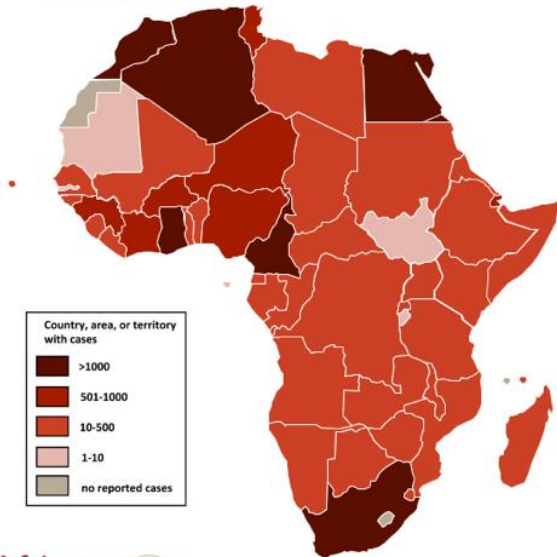 Country, area, or territory
with cases
>1000
501-1000
10-500
1-10
no reported cases